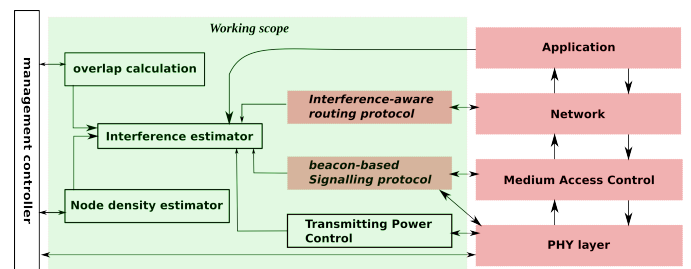 Working scope
management controller
overlap calculation
Interference estimator
Node density estimator
Interference-aware
routing protocol
beacon-based
Signalling protocol
Transmitting Power
Control
Application
Network
Medium Access Control
PHY layer